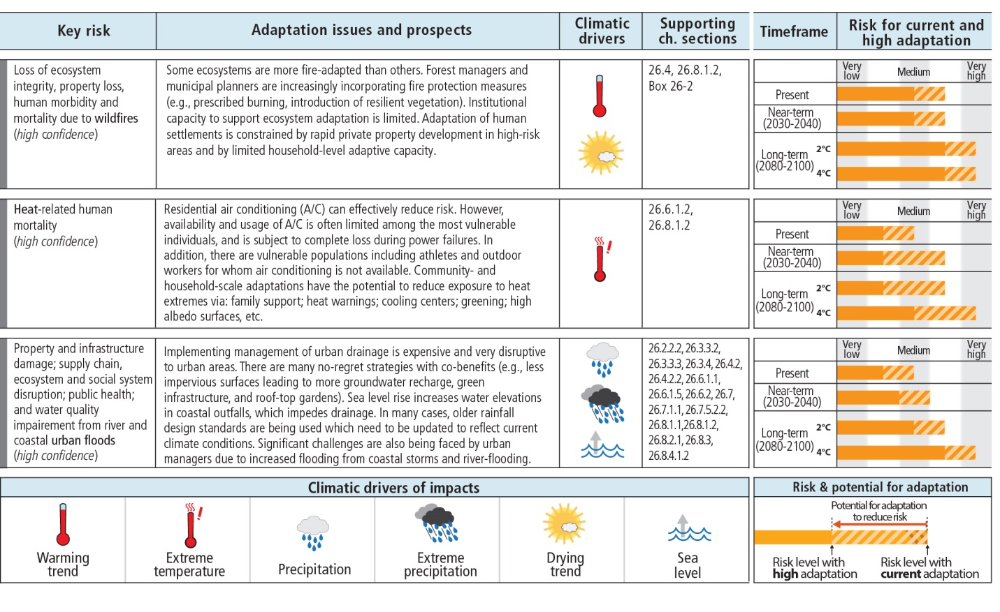 Key risk
Adaptation issues and prospects
Climatic
drivers
Supporting
ch. sections
Timeframe
Risk for current and
high adaptation
Loss of ecosystem
integrity, property loss,
human morbidity and
mortality due to wildfires
(high confidence)
Some ecosystems are more fire-adapted than others. Forest managers and
municipal planners are increasingly incorporating fire protection measures
(e.g., prescribed burning, introduction of resilient vegetation). Institutional
capacity to support ecosystem adaptation is limited. Adaptation of human
settlements is constrained by rapid private property development in high-risk
areas and by limited household-level adaptive capacity.
26.4, 26.8.1.2,
Box 26-2
Very
low
Medium
Very
high
Present
Near-term
(2030-2040)
Long-term
(2080-2100)
2°C
4°C
Heat-related human
mortality
(high confidence)
Residential air conditioning (A/C) can effectively reduce risk. However,
availability and usage of A/C is often limited among the most vulnerable
individuals, and is subject to complete loss during power failures. In
addition, there are vulnerable populations including athletes and outdoor
workers for whom air conditioning is not available. Community- and
household-scale adaptations have the potential to reduce exposure to heat
extremes via: family support; heat warnings; cooling centers; greening; high
albedo surfaces, etc.
26.6.1.2,
26.8.1.2
Very
low
Medium
Very
high
Present
Near-term
(2030-2040)
Long-term
(2080-2100)
2°C
4°C
Property and infrastructure
damage; supply chain,
ecosystem and social system
disruption; public health;
and water quality
impairement from river and
coastal urban floods
(high confidence)
Implementing management of urban drainage is expensive and very disruptive
to urban areas. There are many no-regret strategies with co-benefits (e.g., less
impervious surfaces leading to more groundwater recharge, green
infrastructure, and roof-top gardens). Sea level rise increases water elevations
in coastal outfalls, which impedes drainage. In many cases, older rainfall
design standards are being used which need to be updated to reflect current
climate conditions. Significant challenges are also being faced by urban
managers due to increased flooding from coastal storms and river-flooding.
26.2.2.2, 26.3.3.2,
26.3.3.3, 26.3.4, 26.4.2,
26.4.2.2, 26.6.1.1,
26.6.1.5, 26.6.2, 26.7,
26.7.1.1, 26.7.5.2.2,
26.8.1.1,26.8.1.2,
26.8.2.1, 26.8.3,
26.8.4.1.2
Very
low
Medium
Very
high
Present
Near-term
(2030-2040)
Long-term
(2080-2100)
2°C
4°C
Climatic drivers of impacts
Warming
trend
Extreme
temperature
Precipitation
Extreme
precipitation
Drying
trend
Sea
level
Risk & potential for adaptation
Potential for adaptation
to reduce risk
Risk level with
high adaptation
Risk level with
current adaptation